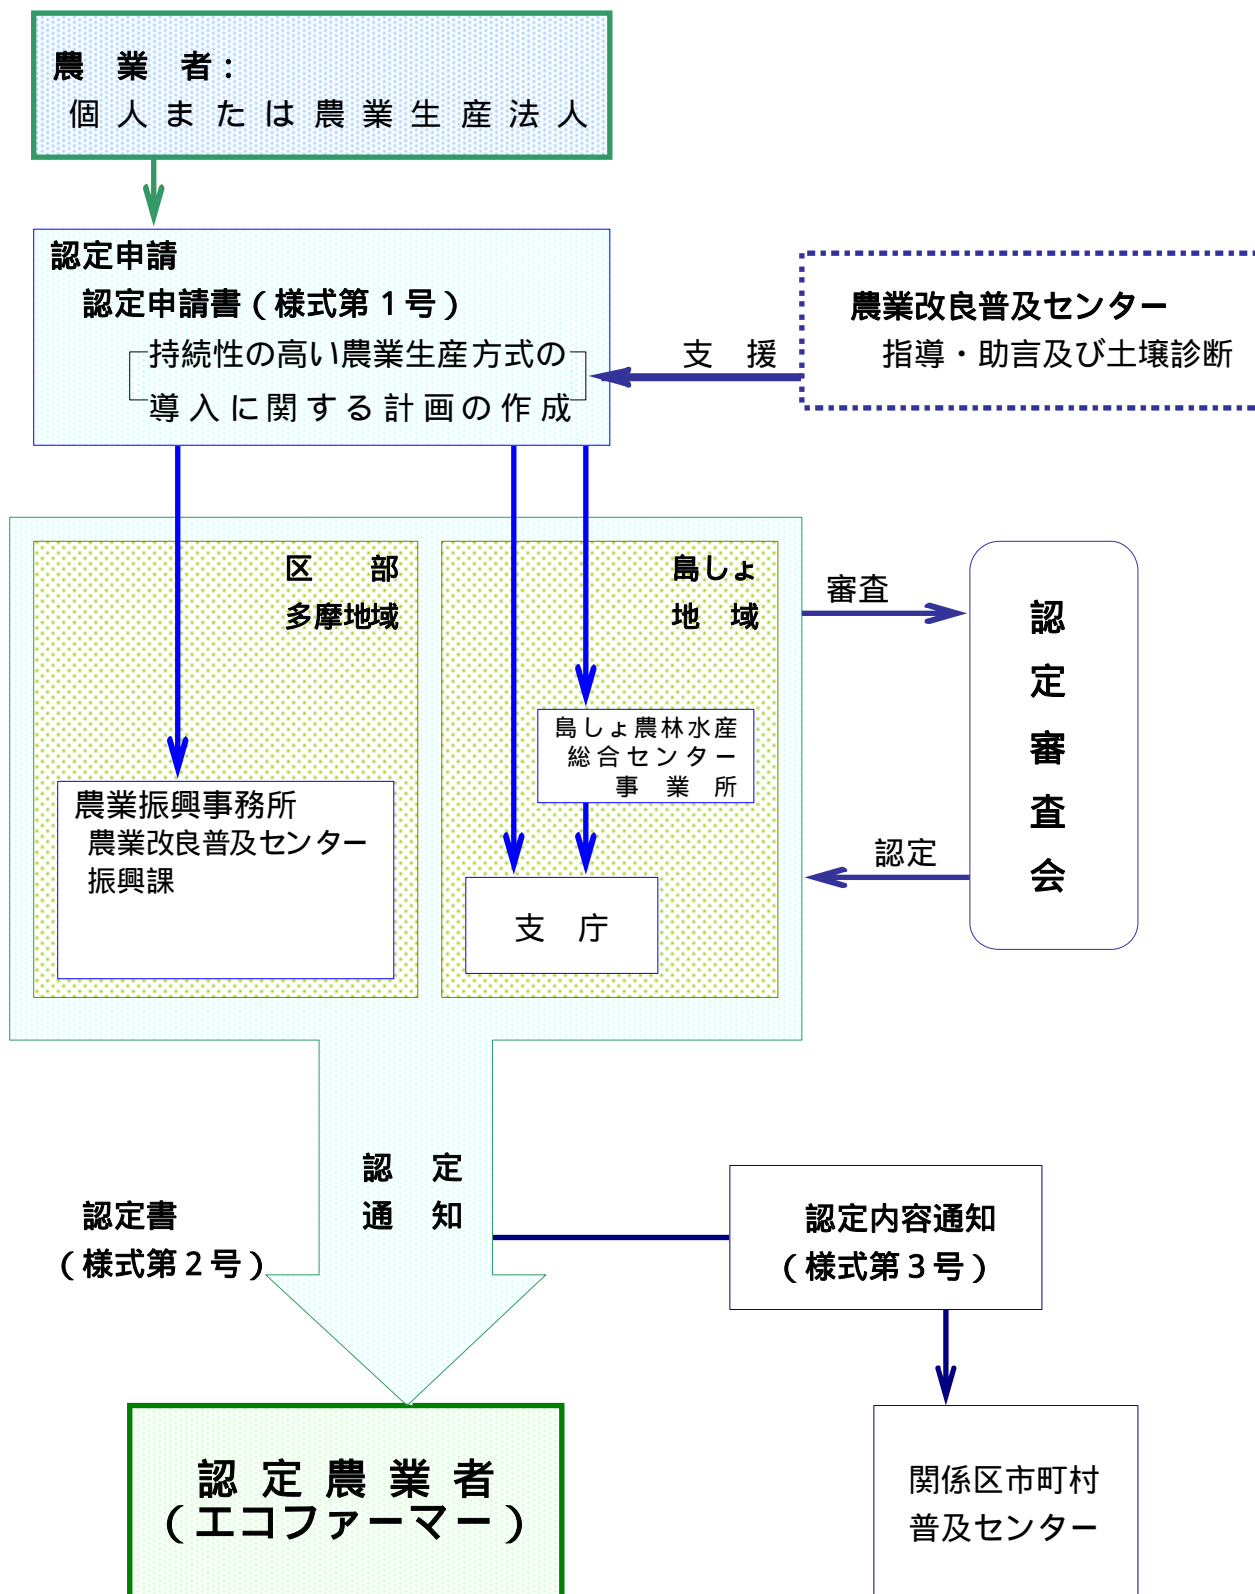 農業者：
個人または農業生産法人
認定申請
認定申請書（様式第１号）
持続性の高い農業生産方式の
導入に関する計画の作成
支援
農業改良普及センター
指導・助言及び土壌診断
区部
多摩地域
島しょ
地域
審査
認定審査会
島しょ農林水産
総合センター
事業所
農業振興事務所
農業改良普及センター
振興課
支庁
認定
認定
通知
認定書
（様式第２号）
認定内容通知
（様式第３号）
認定農業者
（エコファーマー）
関係区市町村
普及センター